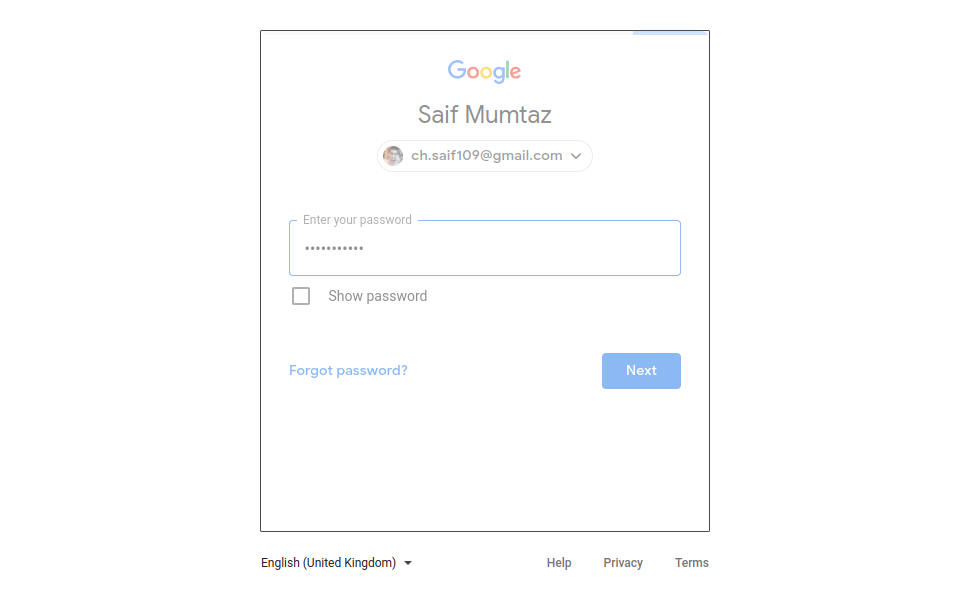 Google
Saif Mumtaz
ch.saif109@gmail.com
Enter your password
•••••••••••
Show password
Forgot password?
Next
English (United Kingdom)
Help
Privacy
Terms